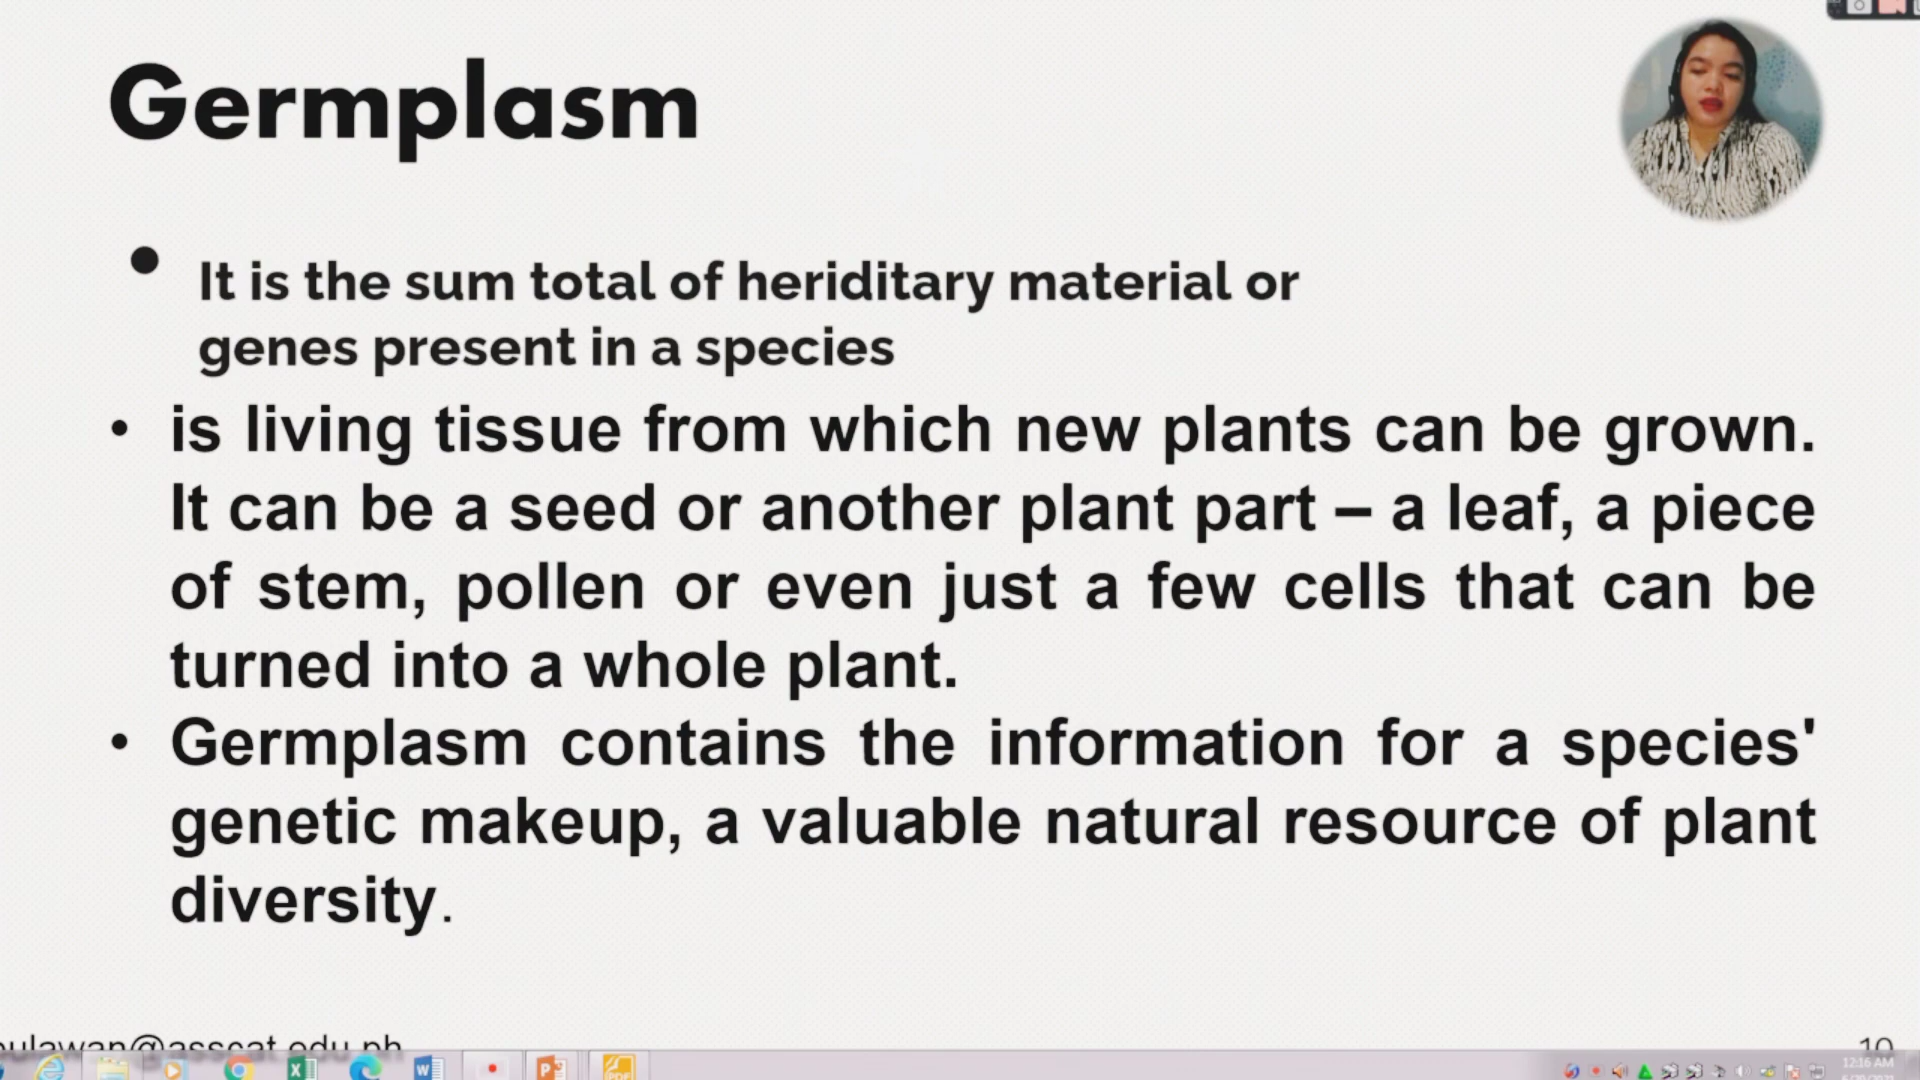 Germplasm
• It is the sum total of heriditary material or
genes present in a species
• is living tissue from which new plants can be grown.
It can be a seed or another plant part – a leaf, a piece
of stem, pollen or even just a few cells that can be
turned into a whole plant.
• Germplasm contains the information for a species'
genetic makeup, a valuable natural resource of plant
diversity.
10
12:16 AM